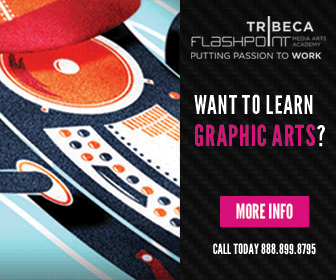 TRIBECA
FLASHPOINT MEDIA ARTS ACADEMY
PUTTING PASSION TO WORK
WANT TO LEARN
GRAPHIC ARTS?
MORE INFO
CALL TODAY 888.899.8795